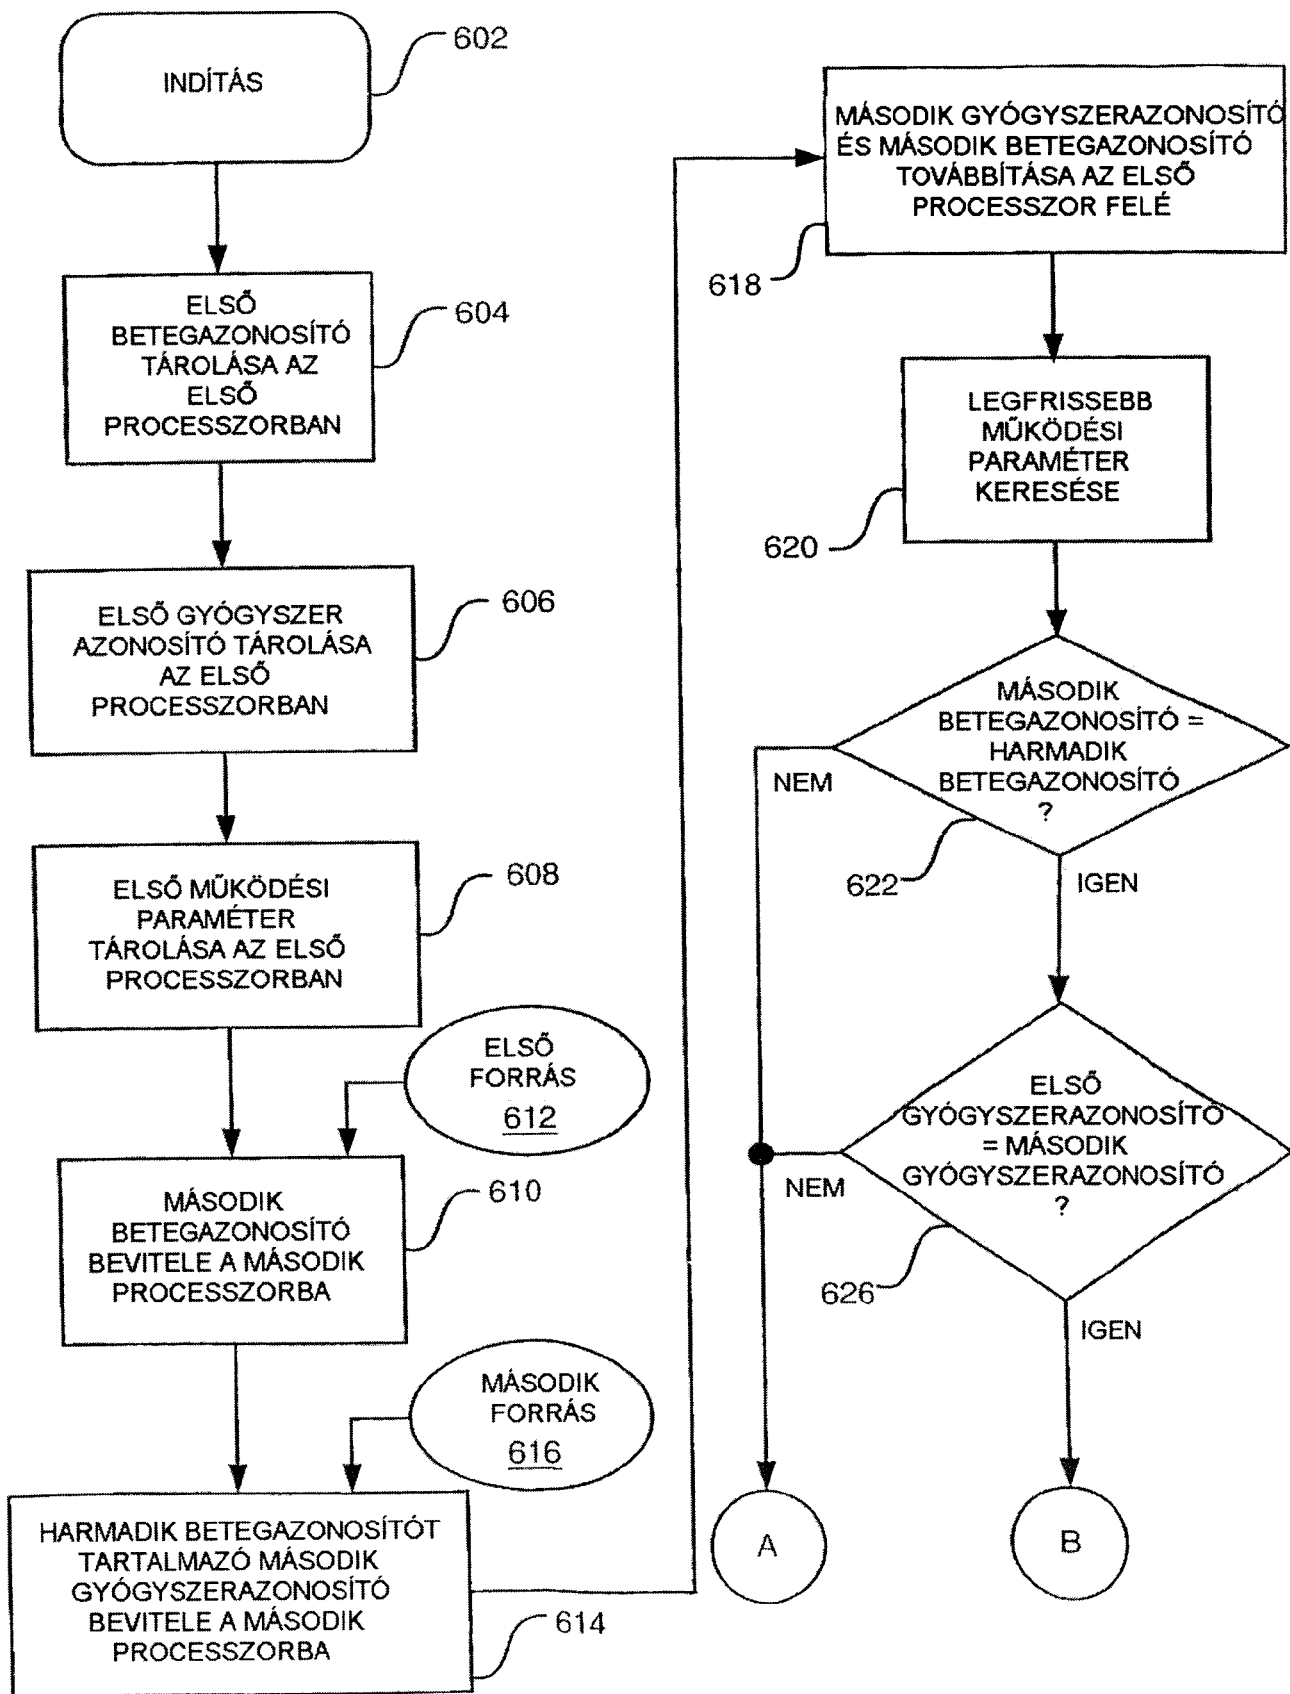 INDÍTÁS
602
ELSŐ
BETEGAZONOSÍTÓ
TÁROLÁSA AZ
ELSŐ
PROCESSZORBAN
604
ELSŐ GYÓGYSZER
AZONOSÍTÓ TÁROLÁSA
AZ ELSŐ
PROCESSZORBAN
606
ELSŐ MŰKÖDÉSI
PARAMÉTER
TÁROLÁSA AZ ELSŐ
PROCESSZORBAN
608
ELSŐ
FORRÁS
612
MÁSODIK
BETEGAZONOSÍTÓ
BEVITELE A MÁSODIK
PROCESSZORBA
610
MÁSODIK
FORRÁS
616
HARMADIK BETEGAZONOSÍTÓT
TARTALMAZÓ MÁSODIK
GYÓGYSZERAZONOSÍTÓ
BEVITELE A MÁSODIK
PROCESSZORBA
614
MÁSODIK GYÓGYSZERAZONOSÍTÓ
ÉS MÁSODIK BETEGAZONOSÍTÓ
TOVÁBBÍTÁSA AZ ELSŐ
PROCESSZOR FELÉ
618
LEGFRISSEBB
MŰKÖDÉSI
PARAMÉTER
KERESÉSE
620
MÁSODIK
BETEGAZONOSÍTÓ =
HARMADIK
BETEGAZONOSÍTÓ
?
NEM
622
IGEN
ELSŐ
GYÓGYSZERAZONOSÍTÓ
= MÁSODIK
GYÓGYSZERAZONOSÍTÓ
?
NEM
626
IGEN
A
B